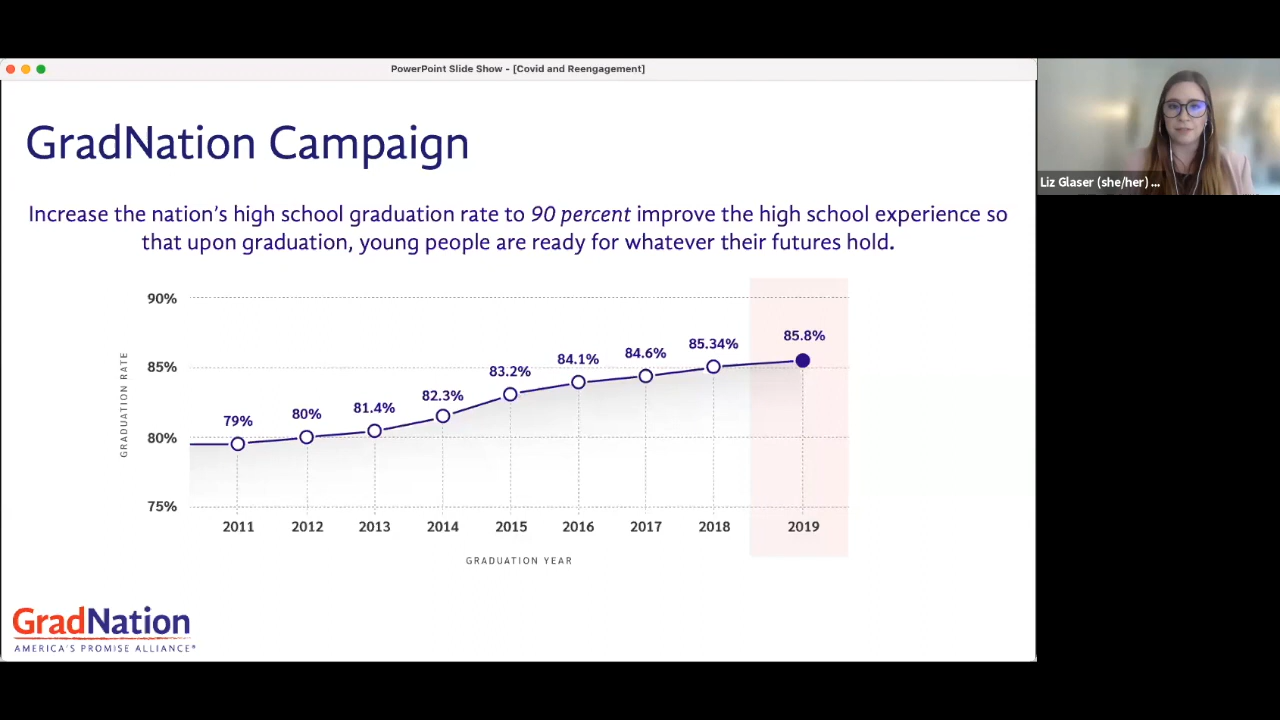 PowerPoint Slide Show - [Covid and Reengagement]
GradNation Campaign
Increase the nation's high school graduation rate to 90 percent improve the high school experience so
that upon graduation, young people are ready for whatever their futures hold.
Liz Glaser (she/her) ...
GRADUATION RATE
90%
85%
80%
75%
79%
80%
81.4%
82.3%
83.2%
84.1%
84.6%
85.34%
85.8%
2011 2012 2013 2014 2015 2016 2017 2018 2019
GRADUATION YEAR
GradNation
AMERICA'S PROMISE ALLIANCE®